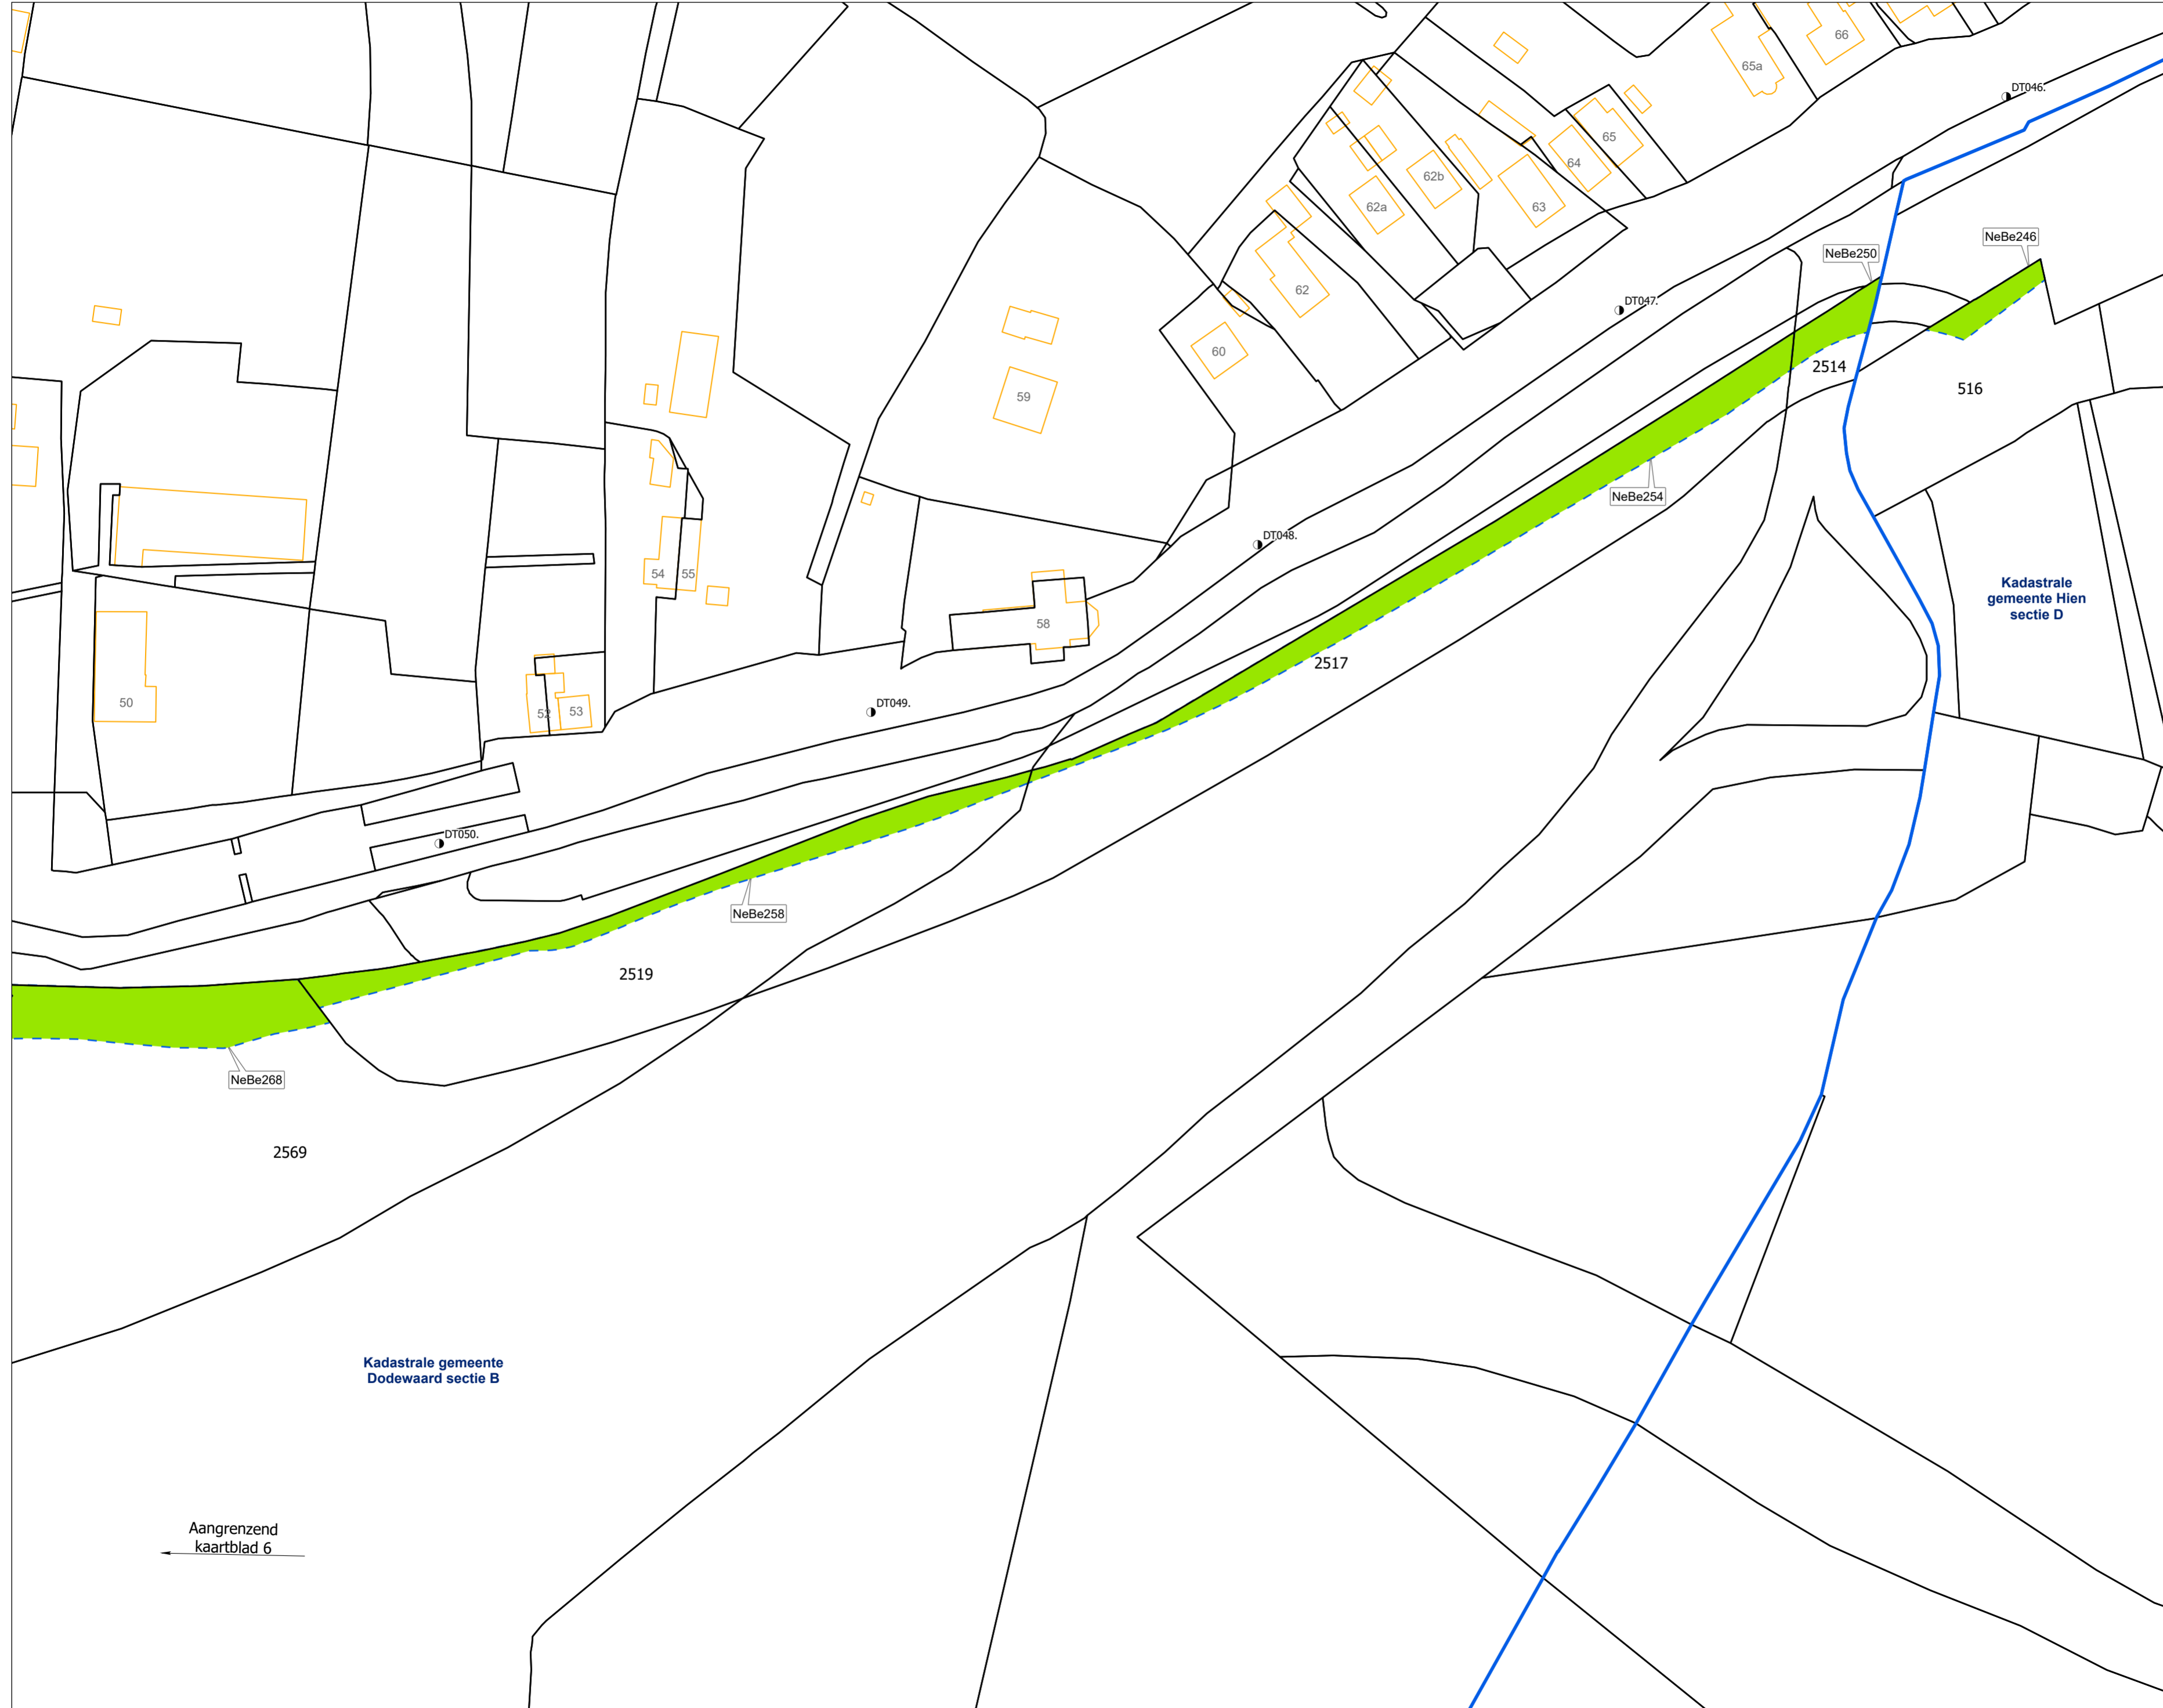 66
65a
DT046.
65
64
62b
62a
63
NeBe246
NeBe250
62
DT047.
60
2514
516
59
NeBe254
DT048.
54
55
Kadastrale
gemeente Hien
sectie D
58
2517
50
52
53
DT049.
DT050.
NeBe258
2519
NeBe268
2569
Kadastrale gemeente
Dodewaard sectie B
Aangrenzend
kaartblad 6